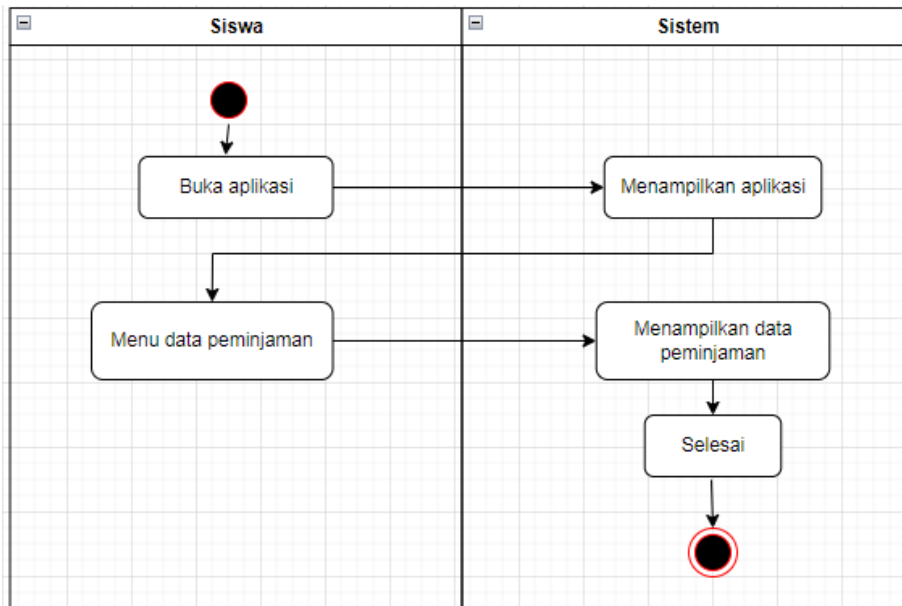 Siswa
Sistem
Buka aplikasi
Menampilkan aplikasi
Menu data peminjaman
Menampilkan data
peminjaman
Selesai